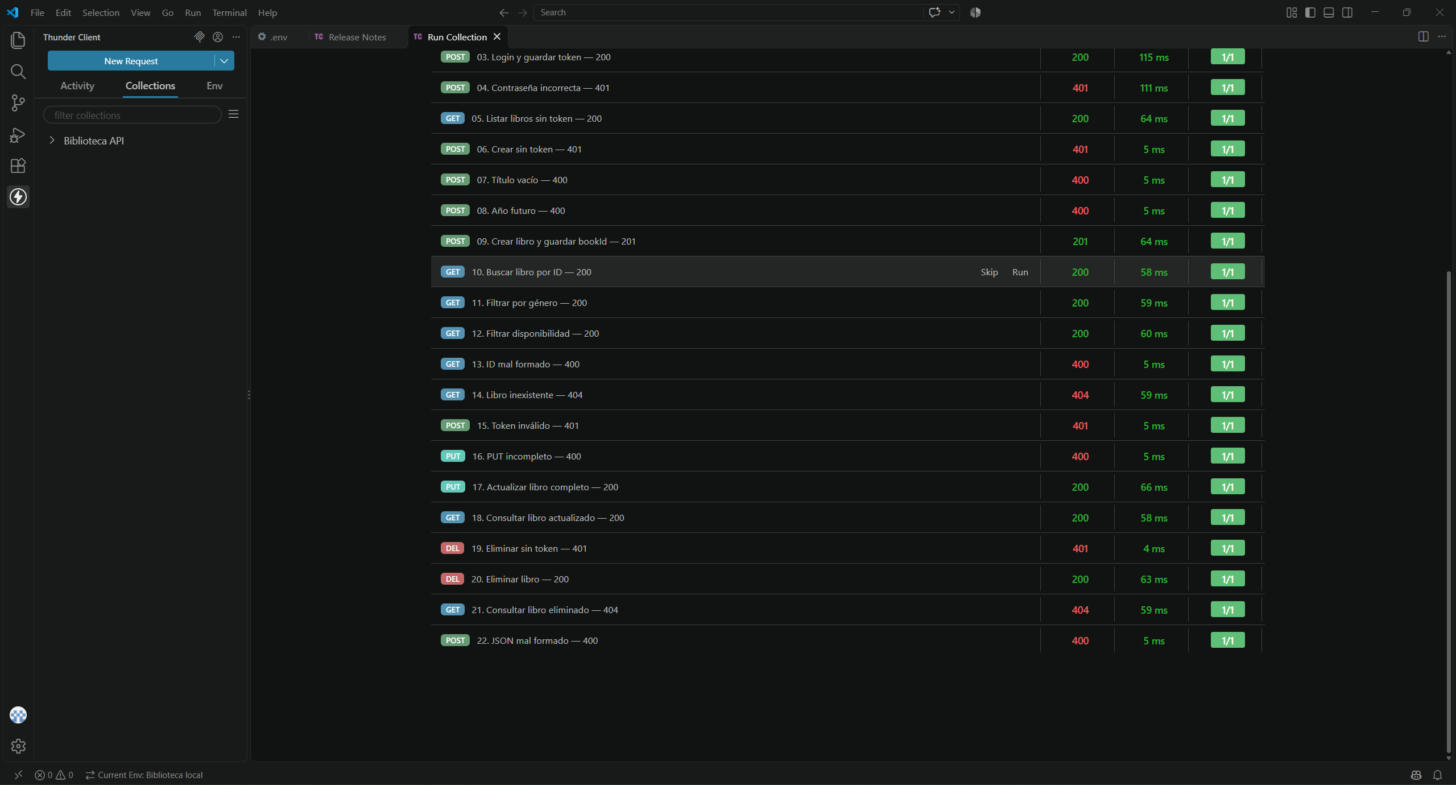 File Edit Selection View Go Run Terminal Help
Search
Thunder Client
.env
TC Release Notes
TC Run Collection
New Request
Activity Collections Env
filter collections
Biblioteca API
POST 03. Login y guardar token — 200 200 115 ms 1/1
POST 04. Contraseña incorrecta — 401 401 111 ms 1/1
GET 05. Listar libros sin token — 200 200 64 ms 1/1
POST 06. Crear sin token — 401 401 5 ms 1/1
POST 07. Título vacío — 400 400 5 ms 1/1
POST 08. Año futuro — 400 400 5 ms 1/1
POST 09. Crear libro y guardar bookId — 201 201 64 ms 1/1
GET 10. Buscar libro por ID — 200 Skip Run 200 58 ms 1/1
GET 11. Filtrar por género — 200 200 59 ms 1/1
GET 12. Filtrar disponibilidad — 200 200 60 ms 1/1
GET 13. ID mal formado — 400 400 5 ms 1/1
GET 14. Libro inexistente — 404 404 59 ms 1/1
POST 15. Token inválido — 401 401 5 ms 1/1
PUT 16. PUT incompleto — 400 400 5 ms 1/1
PUT 17. Actualizar libro completo — 200 200 66 ms 1/1
GET 18. Consultar libro actualizado — 200 200 58 ms 1/1
DEL 19. Eliminar sin token — 401 401 4 ms 1/1
DEL 20. Eliminar libro — 200 200 63 ms 1/1
GET 21. Consultar libro eliminado — 404 404 59 ms 1/1
POST 22. JSON mal formado — 400 400 5 ms 1/1
0 0 Current Env: Biblioteca local